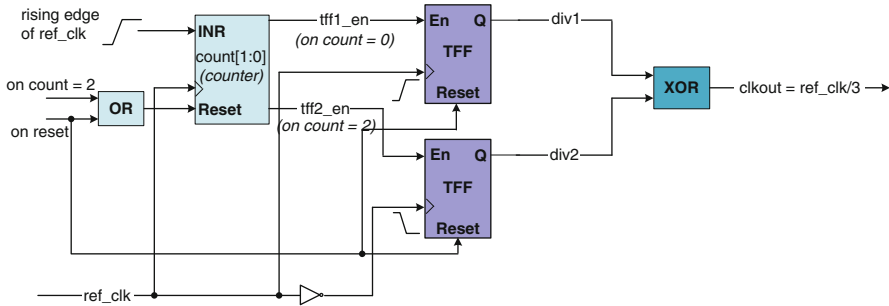 rising edge
of ref_clk
INR
count[1:0]
(counter)
Reset
on count = 2
on reset
OR
tff1_en
(on count = 0)
tff2_en
(on count = 2)
En
Q
TFF
Reset
En
Q
TFF
Reset
div1
div2
XOR
clkout = ref_clk/3
ref_clk